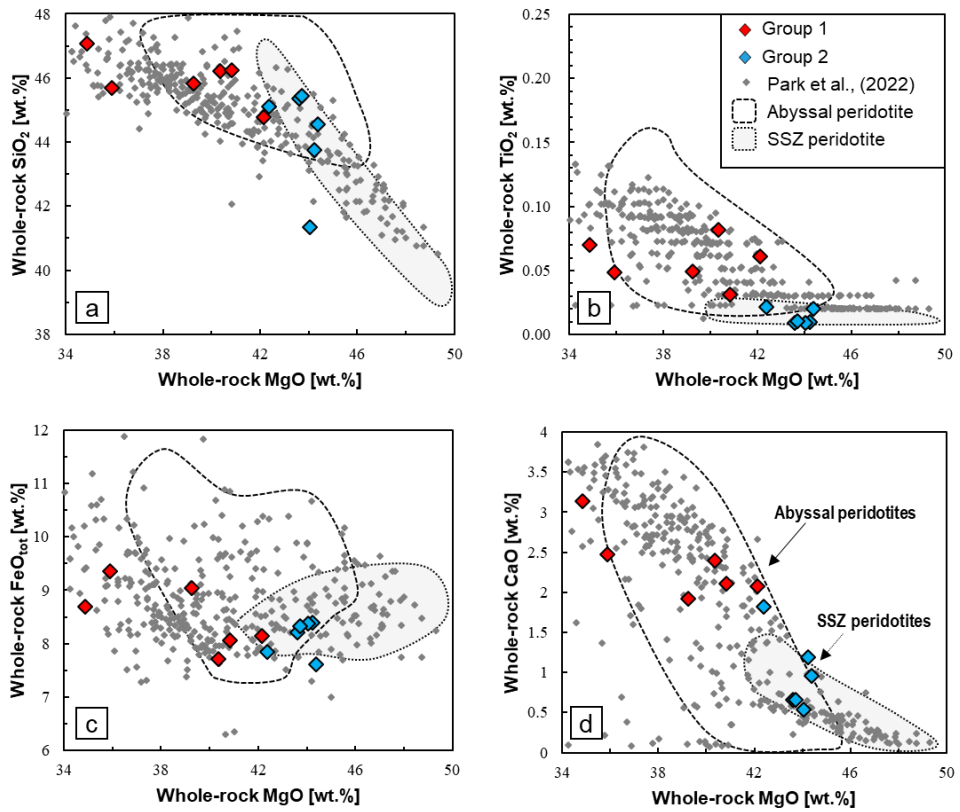 48
46
44
42
40
38
Whole-rock SiO2 [wt.%]
a
34 38 42 46 50
Whole-rock MgO [wt.%]
0.25
0.20
0.15
0.10
0.05
0.00
Whole-rock TiO2 [wt.%]
b
34 38 42 46 50
Whole-rock MgO [wt.%]
Group 1
Group 2
Park et al., (2022)
Abyssal peridotite
SSZ peridotite
12
11
10
9
8
7
6
Whole-rock FeOtot [wt.%]
c
34 38 42 46 50
Whole-rock MgO [wt.%]
4
3.5
3
2.5
2
1.5
1
0.5
0
Whole-rock CaO [wt.%]
Abyssal peridotites
SSZ peridotites
d
34 38 42 46 50
Whole-rock MgO [wt.%]